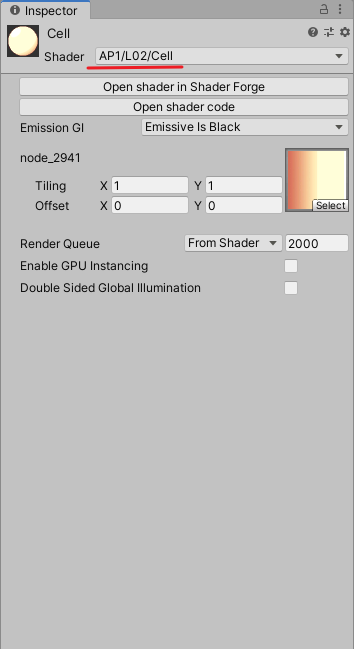 Inspector
Cell
Shader AP1/L02/Cell
Open shader in Shader Forge
Open shader code
Emission GI Emissive Is Black
node_2941
Tiling X 1 Y 1
Offset X 0 Y 0
Select
Render Queue From Shader 2000
Enable GPU Instancing
Double Sided Global Illumination